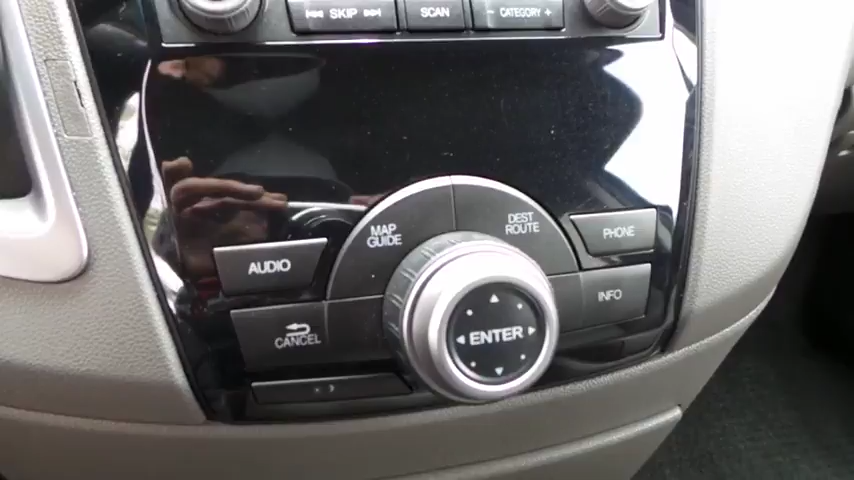 SKIP
SCAN
- CATEGORY +
MAP
GUIDE
DEST
ROUTE
PHONE
AUDIO
INFO
CANCEL
ENTER